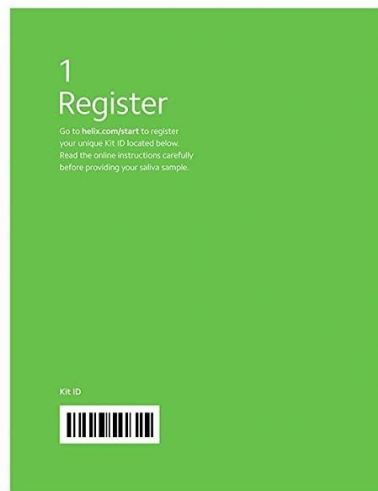 1
Register
Go to helix.com/start to register
your unique Kit ID located below.
Read the online instructions carefully
before providing your saliva sample.
Kit ID